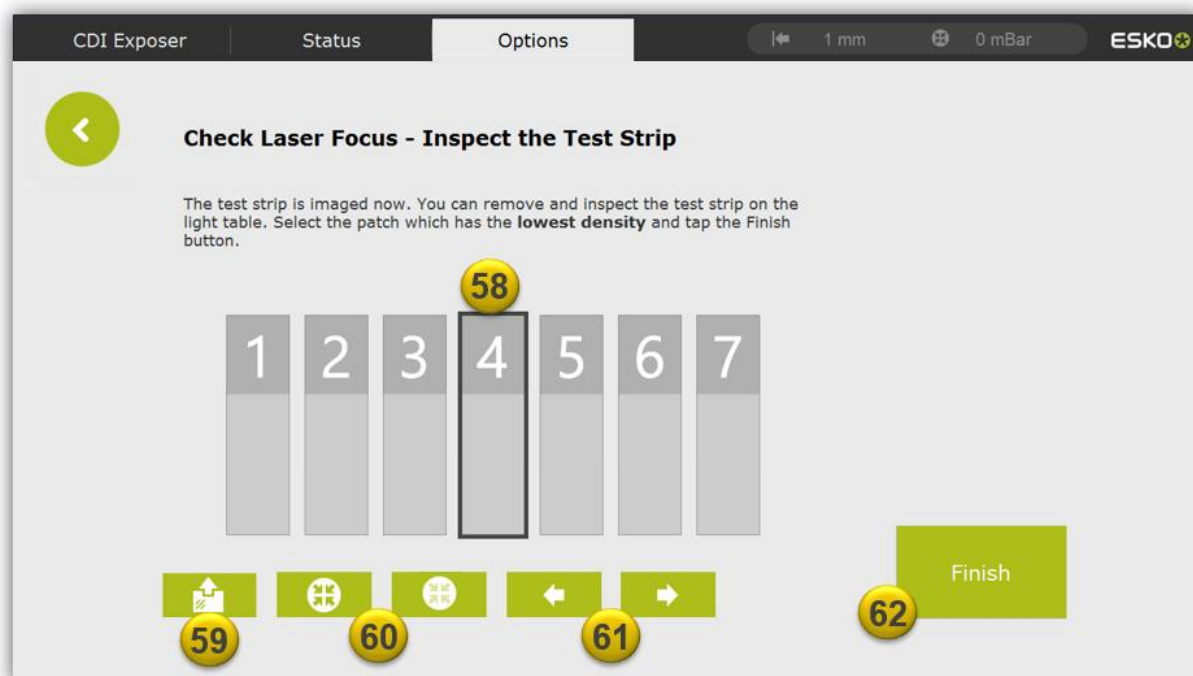 CDI Exposer Status Options 1 mm 0 mBar ESKO
Check Laser Focus - Inspect the Test Strip
The test strip is imaged now. You can remove and inspect the test strip on the
light table. Select the patch which has the lowest density and tap the Finish
button.
58
1 2 3 4 5 6 7
Finish
59 60 61 62